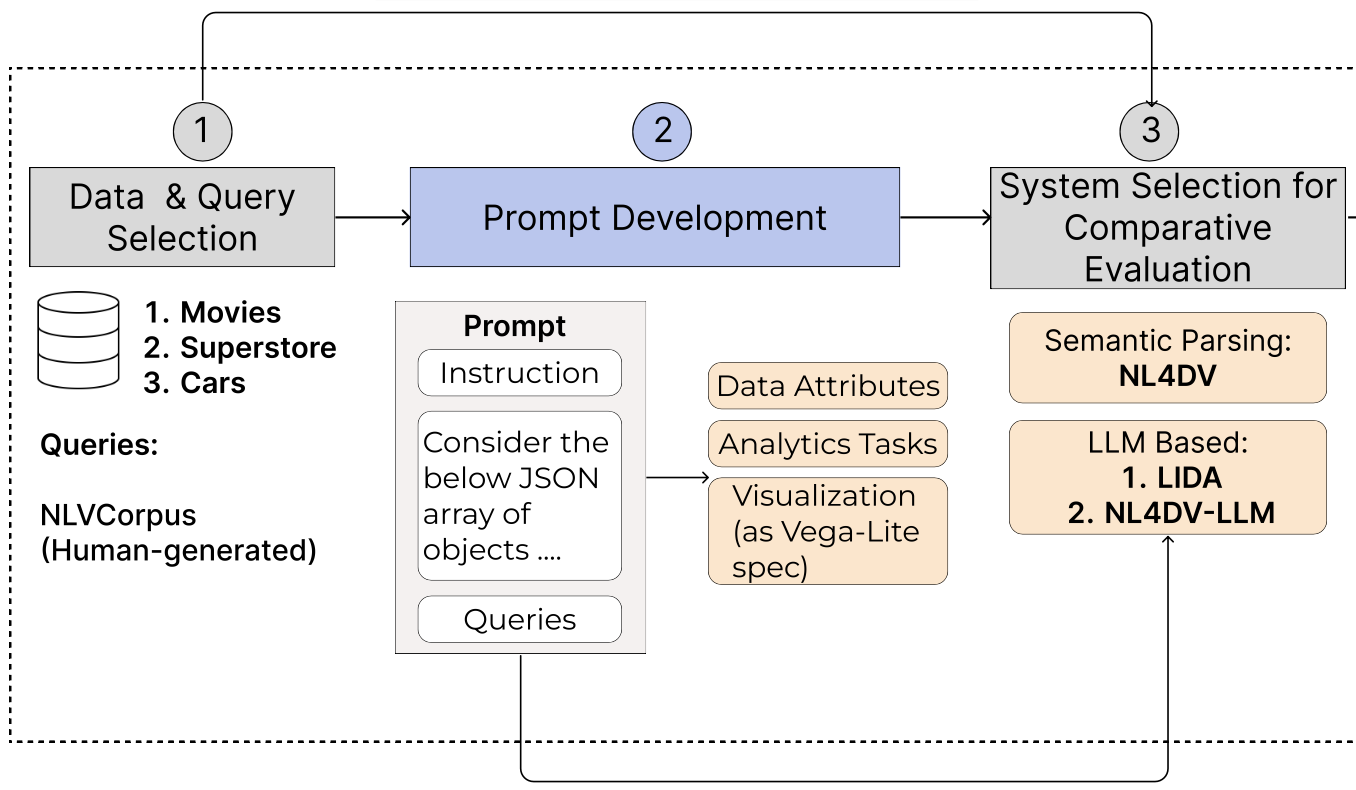 1
Data & Query
Selection
1. Movies
2. Superstore
3. Cars
Queries:
NLVCorpus
(Human-generated)
2
Prompt Development
Prompt
Instruction
Consider the
below JSON
array of
objects ....
Queries
Data Attributes
Analytics Tasks
Visualization
(as Vega-Lite
spec)
3
System Selection for
Comparative
Evaluation
Semantic Parsing:
NL4DV
LLM Based:
1. LIDA
2. NL4DV-LLM